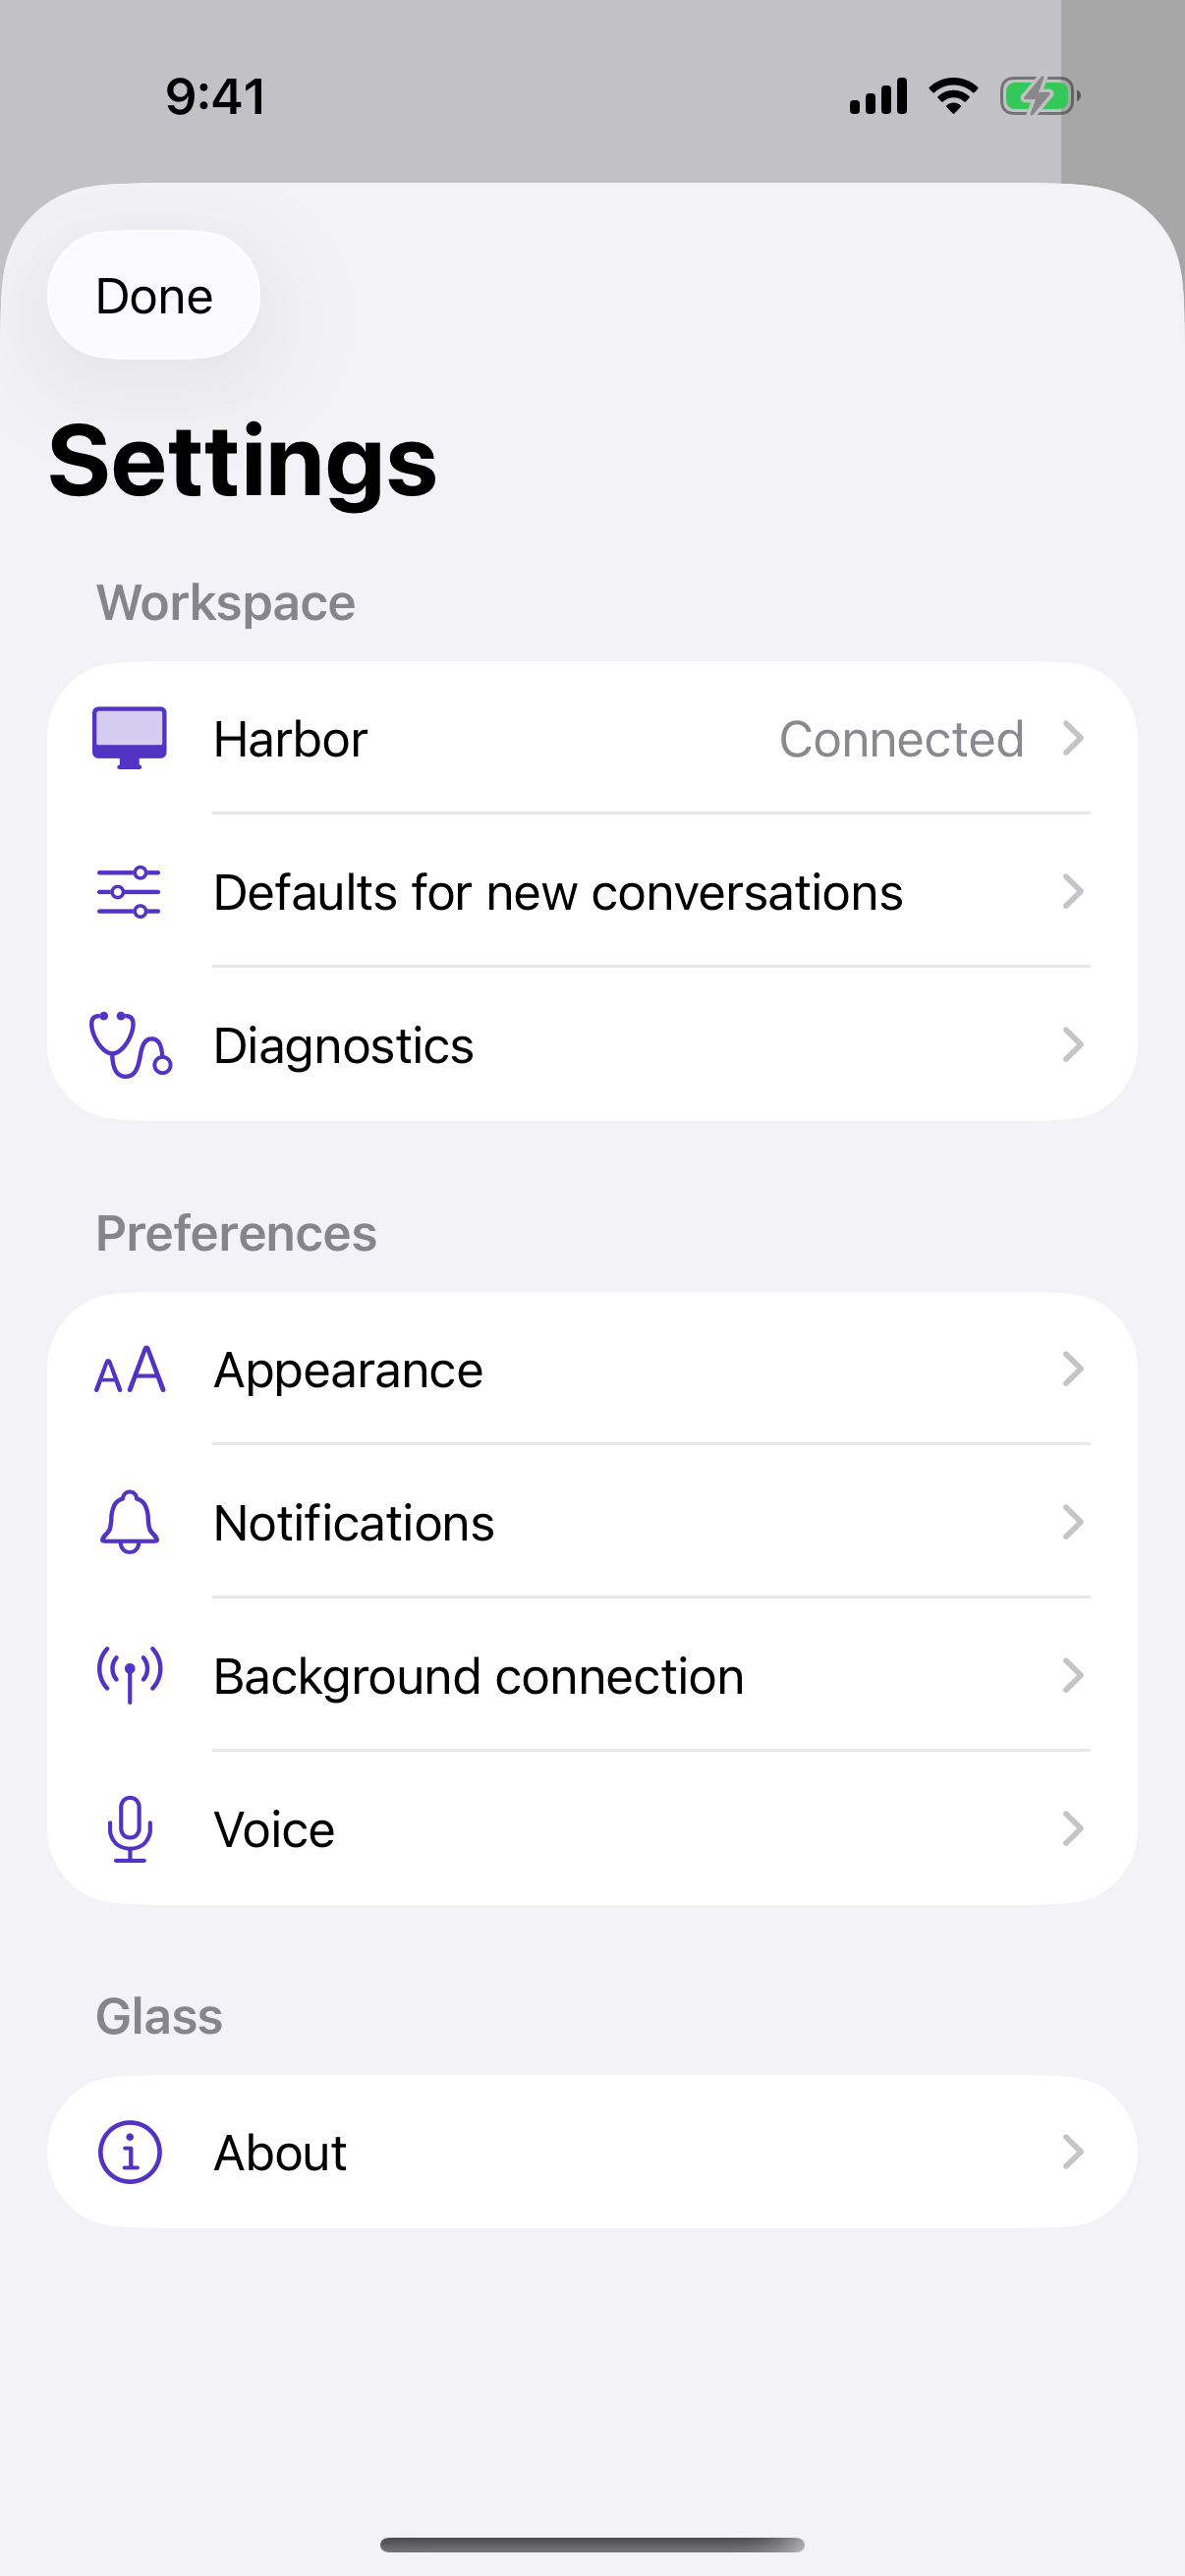 9:41
Done
Settings
Workspace
Harbor Connected
Defaults for new conversations
Diagnostics
Preferences
AA Appearance
Notifications
Background connection
Voice
Glass
About